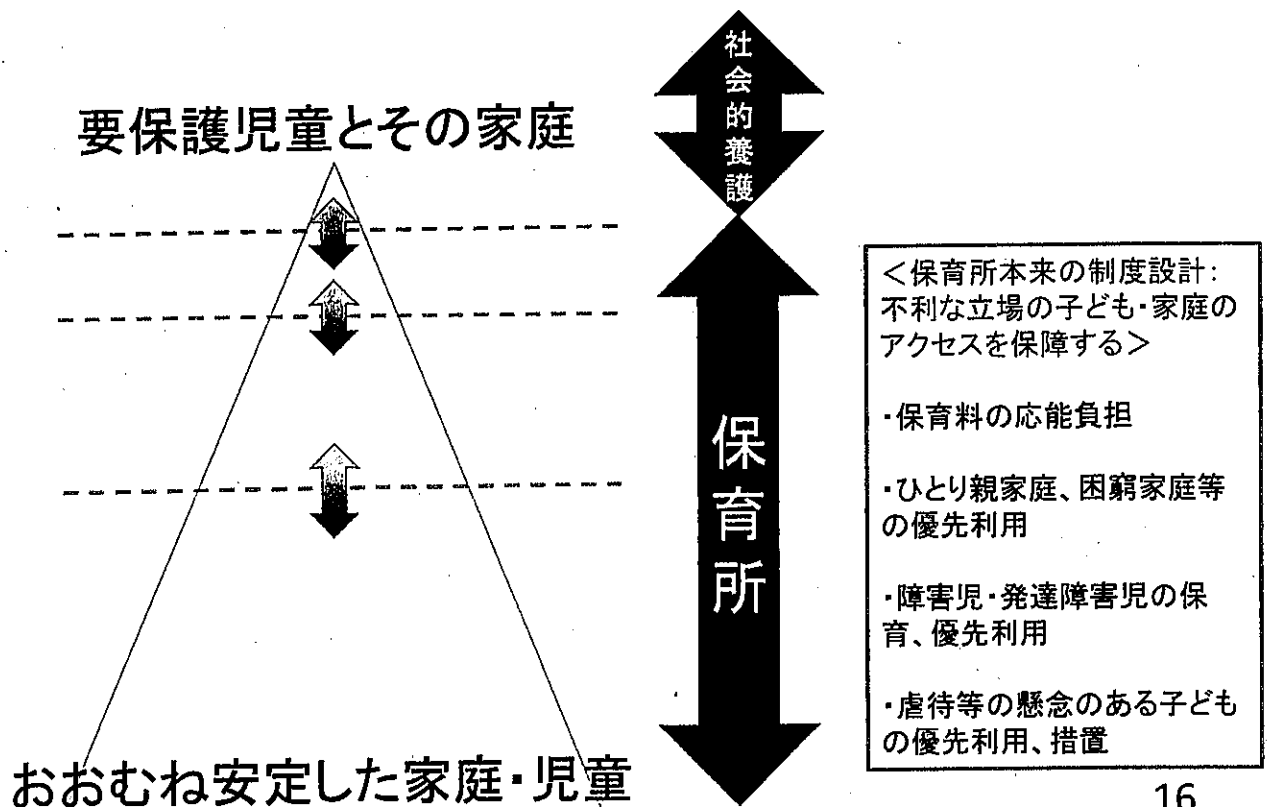 要保護児童とその家庭
おおむね安定した家庭・児童
社会的養護
保育所
<保育所本来の制度設計:
不利な立場の子ども・家庭の
アクセスを保障する>
・保育料の応能負担
・ひとり親家庭、困窮家庭等
の優先利用
・障害児・発達障害児の保
育、優先利用
・虐待等の懸念のある子ども
の優先利用、措置
16